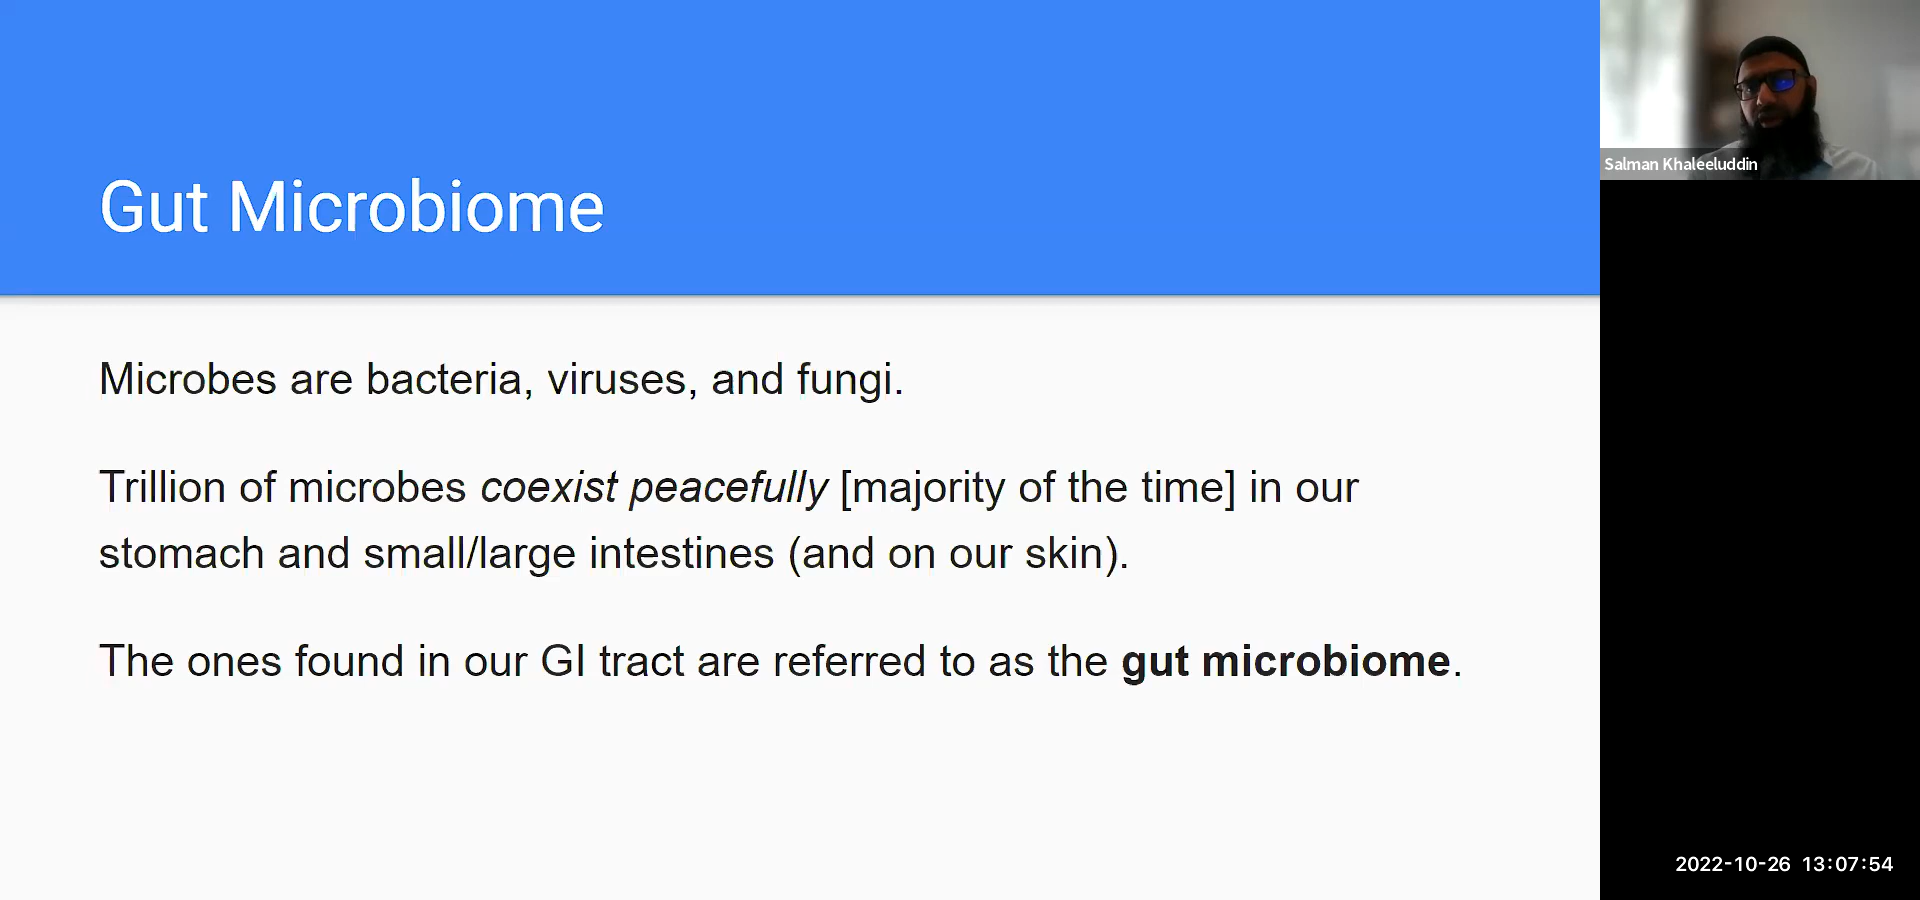 Gut Microbiome
Microbes are bacteria, viruses, and fungi.
Trillion of microbes coexist peacefully [majority of the time] in our
stomach and small/large intestines (and on our skin).
The ones found in our GI tract are referred to as the gut microbiome.
Salman Khaleeluddin
2022-10-26 13:07:54